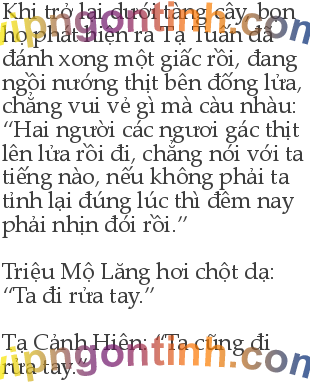 Khi trở lại dưới tàng cây, bọn
họ phát hiện ra Tạ Tuân đã
đánh xong một giấc rồi, đang
ngồi nướng thịt bên đống lửa,
chẳng vui vẻ gì mà càu nhàu:
“Hai người các ngươi gác thịt
lên lửa rồi đi, chẳng nói với ta
tiếng nào, nếu không phải ta
tỉnh lại đúng lúc thì đêm nay
phải nhịn đói rồi.”

Triệu Mộ Lăng hơi chột dạ:
“Ta đi rửa tay.”

Tạ Cảnh Hiên: “Ta cũng đi
rửa tay.”
vipngontinh.com
vipngontinh.com